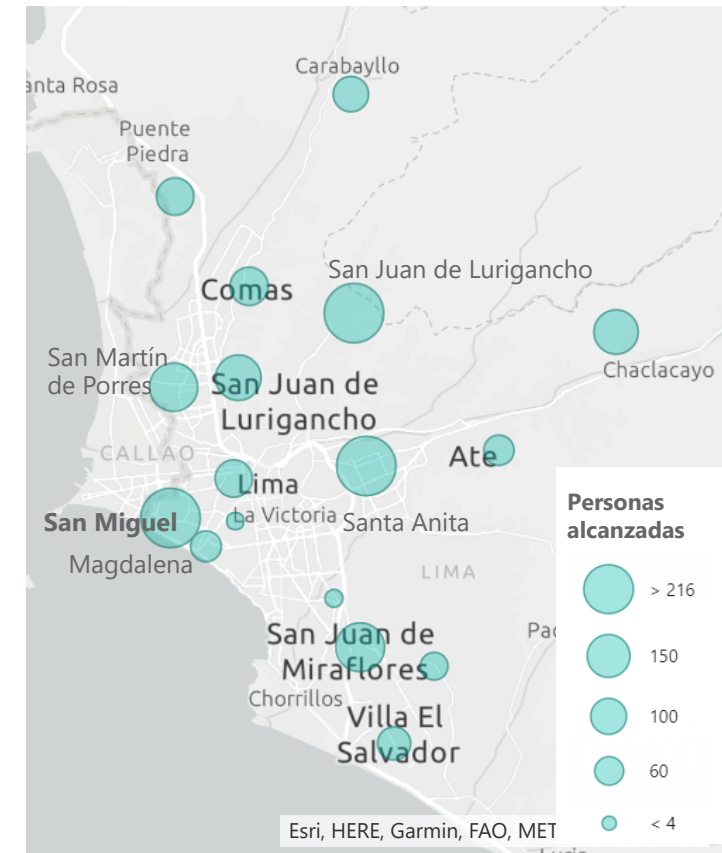 Carabayllo
anta Rosa
Puente
Piedra
San Juan de Lurigancho
Comas
San Martín
de Porres
Chaclacayo
San Juan de
Lurigancho
CALLAO
Ate
Lima
La Victoria
Santa Anita
San Miguel
Magdalena
LIMA
San Juan de
Miraflores
Pac
Chorrillos
Villa El
Salvador
Personas
alcanzadas
> 216
150
100
60
< 4
Esri, HERE, Garmin, FAO, MET